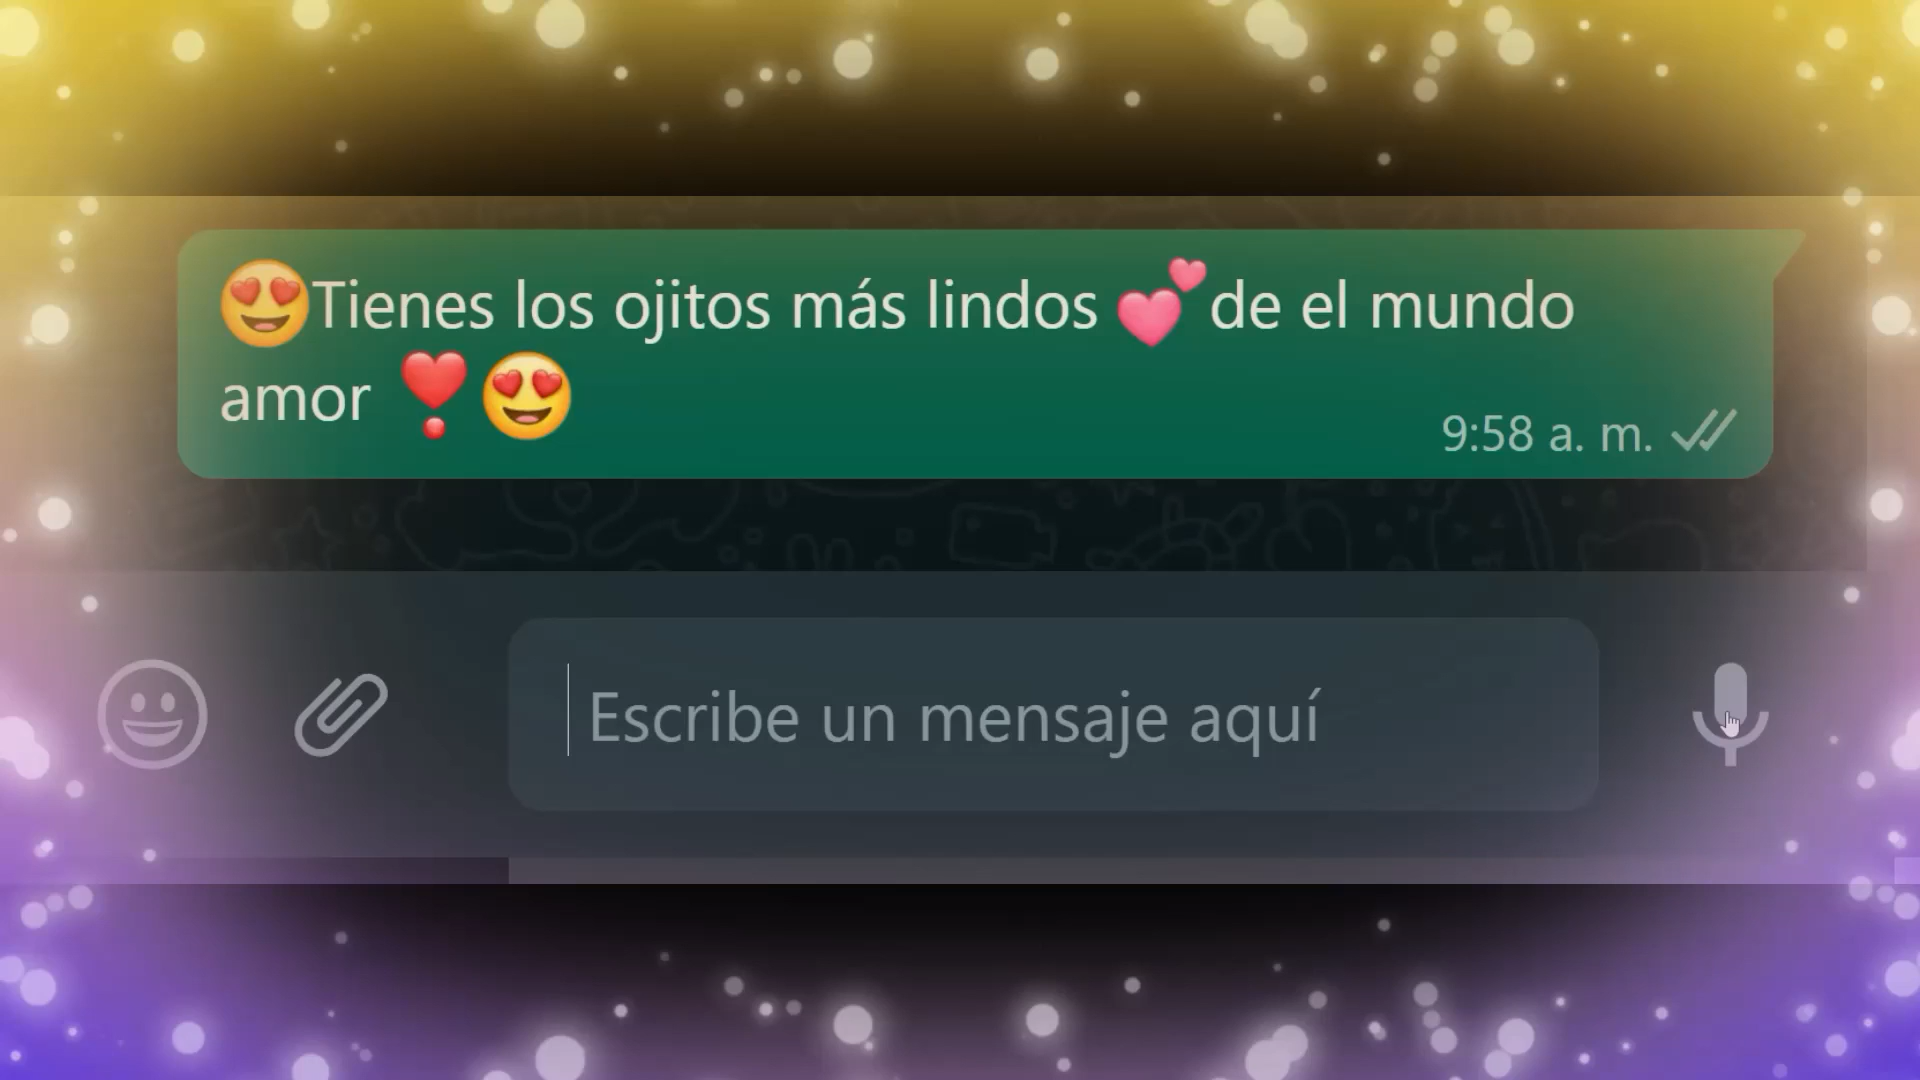 😍Tienes los ojitos más lindos 💕de el mundo
amor ❣️😍
9:58 a. m.
Escribe un mensaje aquí